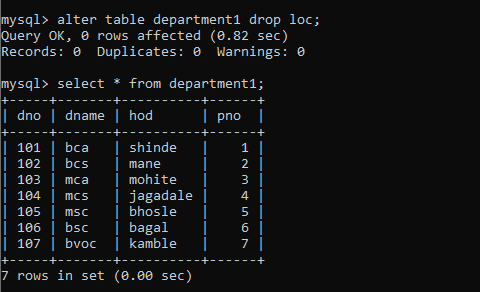 mysql> alter table department1 drop loc;
Query OK, 0 rows affected (0.82 sec)
Records: 0  Duplicates: 0  Warnings: 0

mysql> select * from department1;
+-----+-------+----------+------+
| dno | dname | hod      | pno  |
+-----+-------+----------+------+
| 101 | bca   | shinde   |    1 |
| 102 | bcs   | mane     |    2 |
| 103 | mca   | mohite   |    3 |
| 104 | mcs   | jagadale |    4 |
| 105 | msc   | bhosle   |    5 |
| 106 | bsc   | bagal    |    6 |
| 107 | bvoc  | kamble   |    7 |
+-----+-------+----------+------+
7 rows in set (0.00 sec)